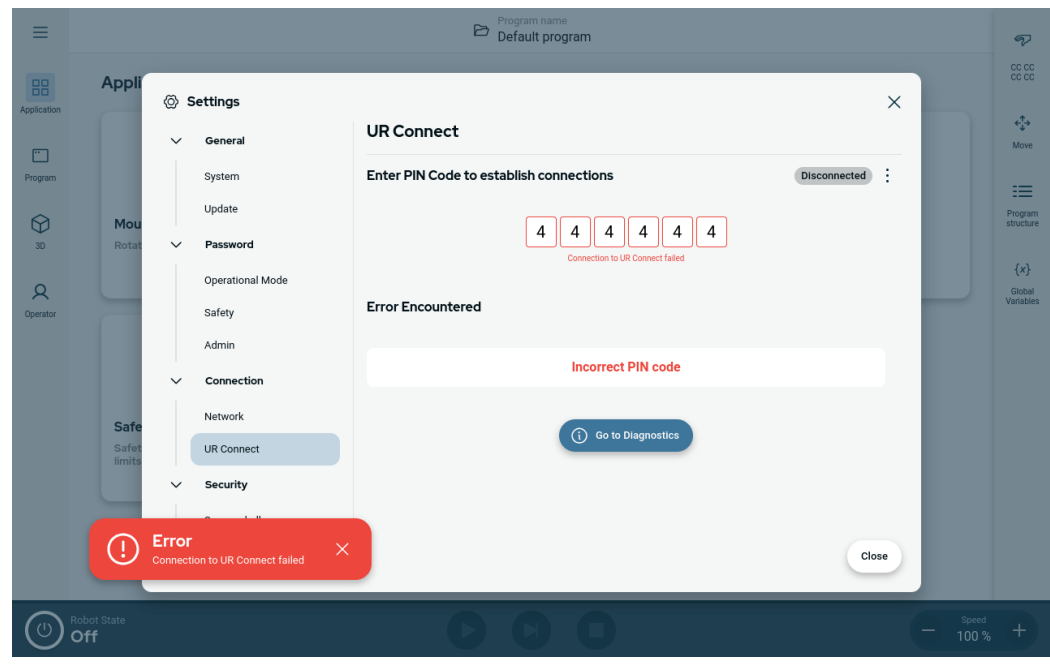 Program name
Default program
Application
Program
3D
Operator
Appli
Mou
Rotat
Safe
Safet
limits
Settings
General
System
Update
Password
Operational Mode
Safety
Admin
Connection
Network
UR Connect
Security
UR Connect
Enter PIN Code to establish connections
Disconnected
4 4 4 4 4 4
Connection to UR Connect failed
Error Encountered
Incorrect PIN code
Go to Diagnostics
Close
Error
Connection to UR Connect failed
CC CC
CC CC
Move
Program
structure
{x}
Global
Variables
Robot State
Off
Speed
100 %